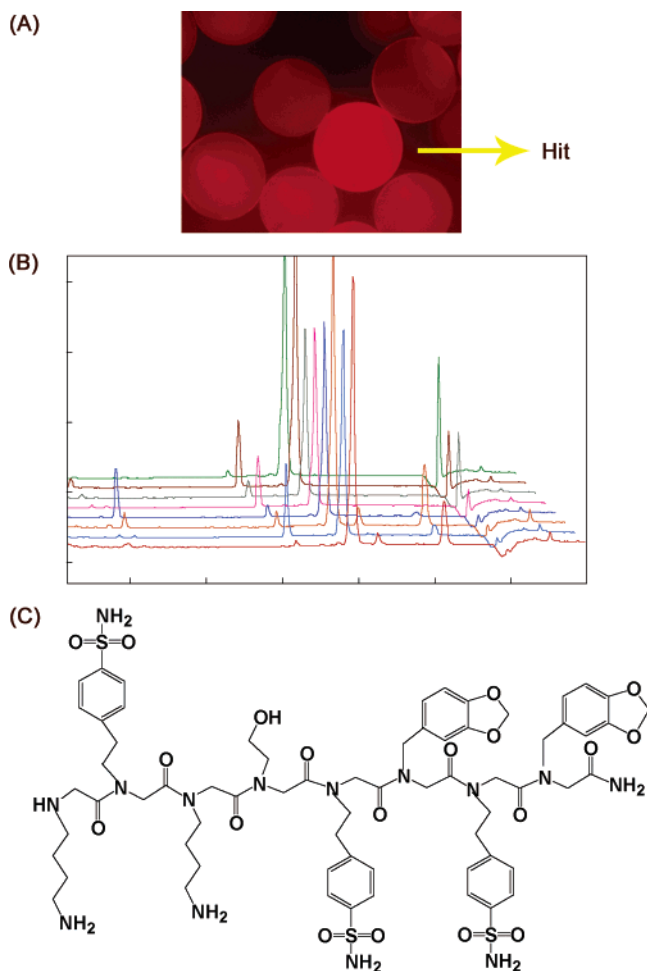 (A)
Hit
(B)
(C)
NH2
O=S=O
OH
O O
O O
O O O O
N N N
HN N N N N NH2
O O O O
NH2 NH2
O=S=O O=S=O
NH2 NH2